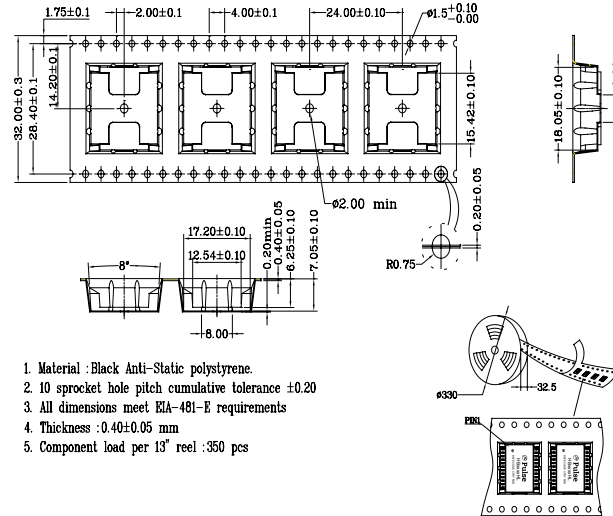 1.75±0.1
2.00±0.1
4.00±0.1
24.00±0.10
ø1.5+0.10 -0.00
32.00±0.3
28.40±0.1
14.20±0.1
15.42±0.10
18.05±0.10
ø2.00 min
0.20±0.05
R0.75
17.20±0.10
12.54±0.10
8°
8.00
0.20min
0.40±0.05
6.25±0.10
7.05±0.10
1. Material :Black Anti-Static polystyrene.
2. 10 sprocket hole pitch cumulative tolerance ±0.20
3. All dimensions meet EIA-481-E requirements
4. Thickness :0.40±0.05 mm
5. Component load per 13" reel :350 pcs
ø330
32.5
PIN1
Pulse
Pulse